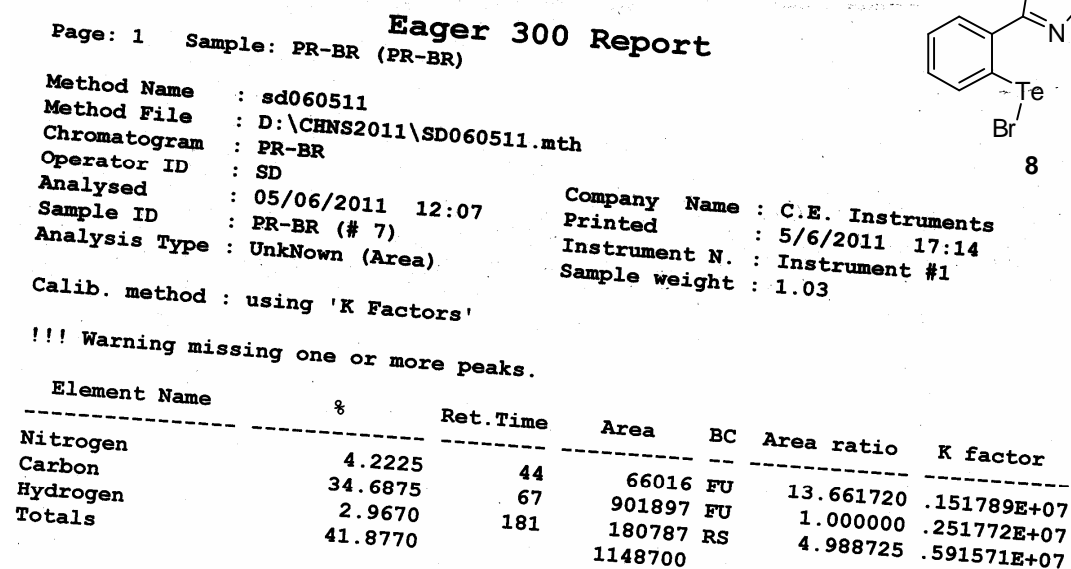 Eager 300 Report
Page: 1 Sample: PR-BR (PR-BR)
Method Name : sd060511
Method File : D:\CHNS2011\SD060511.mth
Chromatogram : PR-BR
Operator ID : SD
Analysed : 05/06/2011 12:07
Sample ID : PR-BR (# 7)
Analysis Type : UnkNown (Area)
Company Name : C.E. Instruments
Printed : 5/6/2011 17:14
Instrument N. : Instrument #1
Sample weight : 1.03
Calib. method : using 'K Factors'
!!! Warning missing one or more peaks.
Element Name % Ret.Time Area BC Area ratio K factor
Nitrogen 4.2225 44 66016 FU 13.661720 .151789E+07
Carbon 34.6875 67 901897 FU 1.000000 .251772E+07
Hydrogen 2.9670 181 180787 RS 4.988725 .591571E+07
Totals 41.8770 1148700
N
Te
Br
8